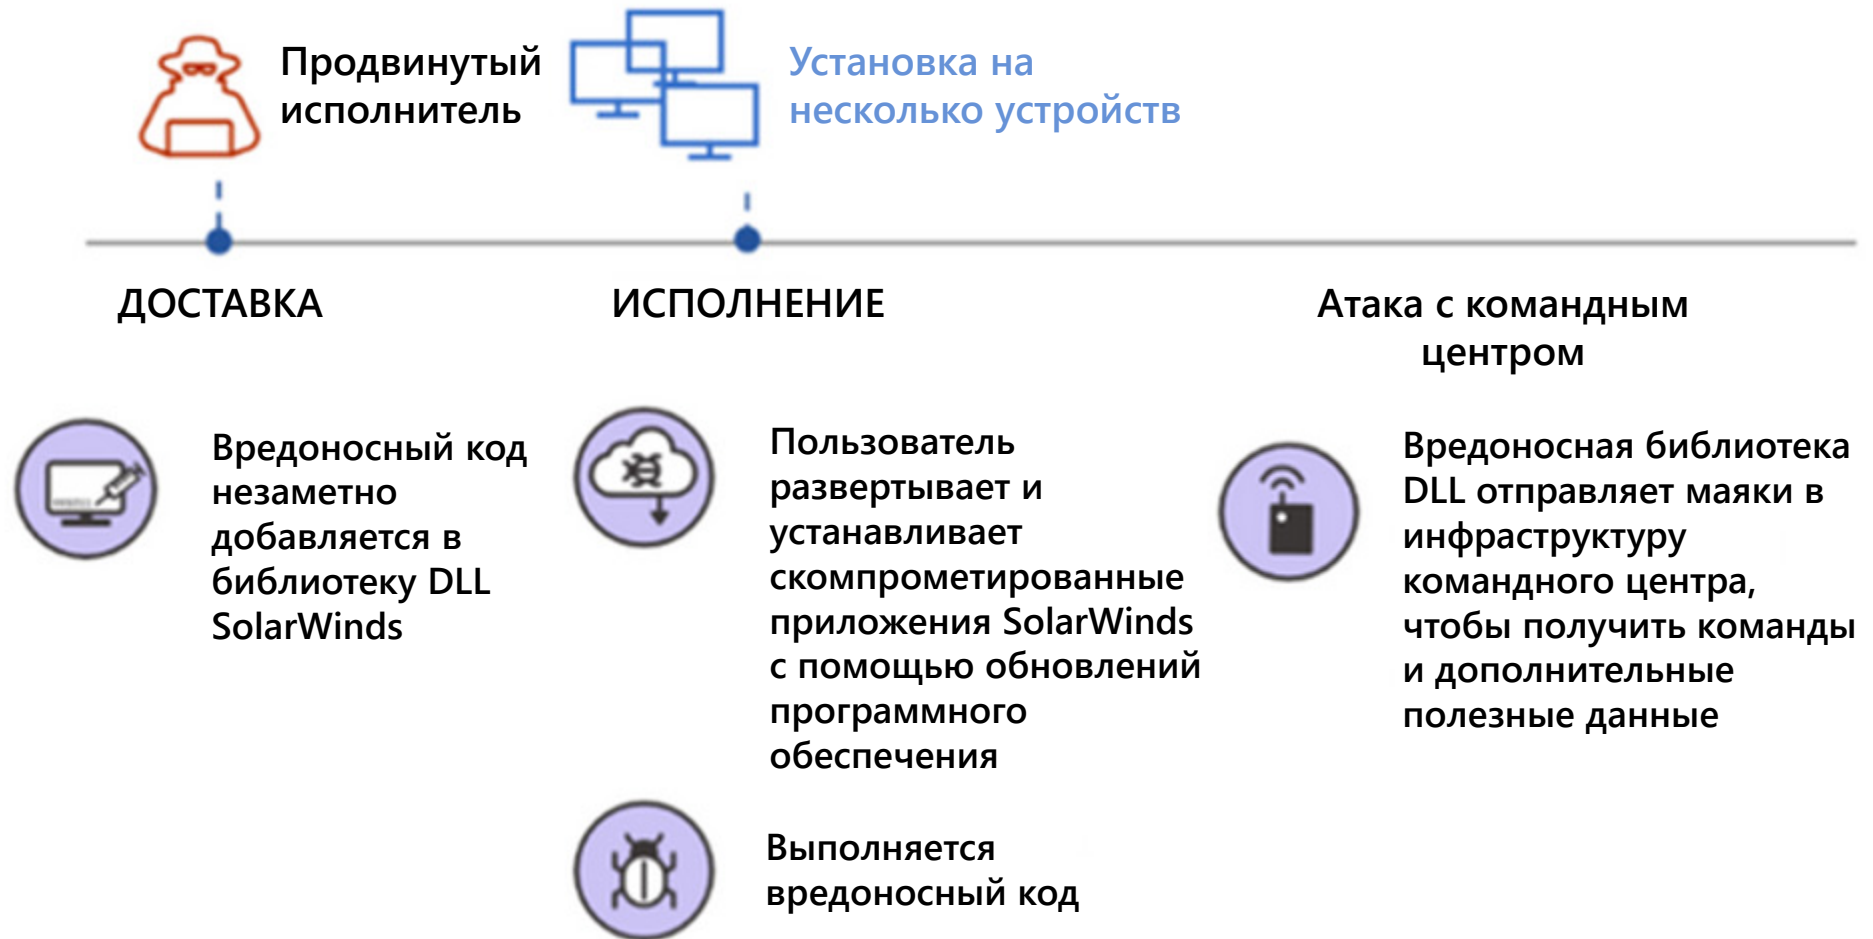 Продвинутый
исполнитель
Установка на
несколько устройств
ДОСТАВКА
ИСПОЛНЕНИЕ
Атака с командным
центром
Вредоносный код
незаметно
добавляется в
библиотеку DLL
SolarWinds
Пользователь
развертывает и
устанавливает
скомпрометированные
приложения SolarWinds
с помощью обновлений
программного
обеспечения
Вредоносная библиотека
DLL отправляет маяки в
инфраструктуру
командного центра,
чтобы получить команды
и дополнительные
полезные данные
Выполняется
вредоносный код